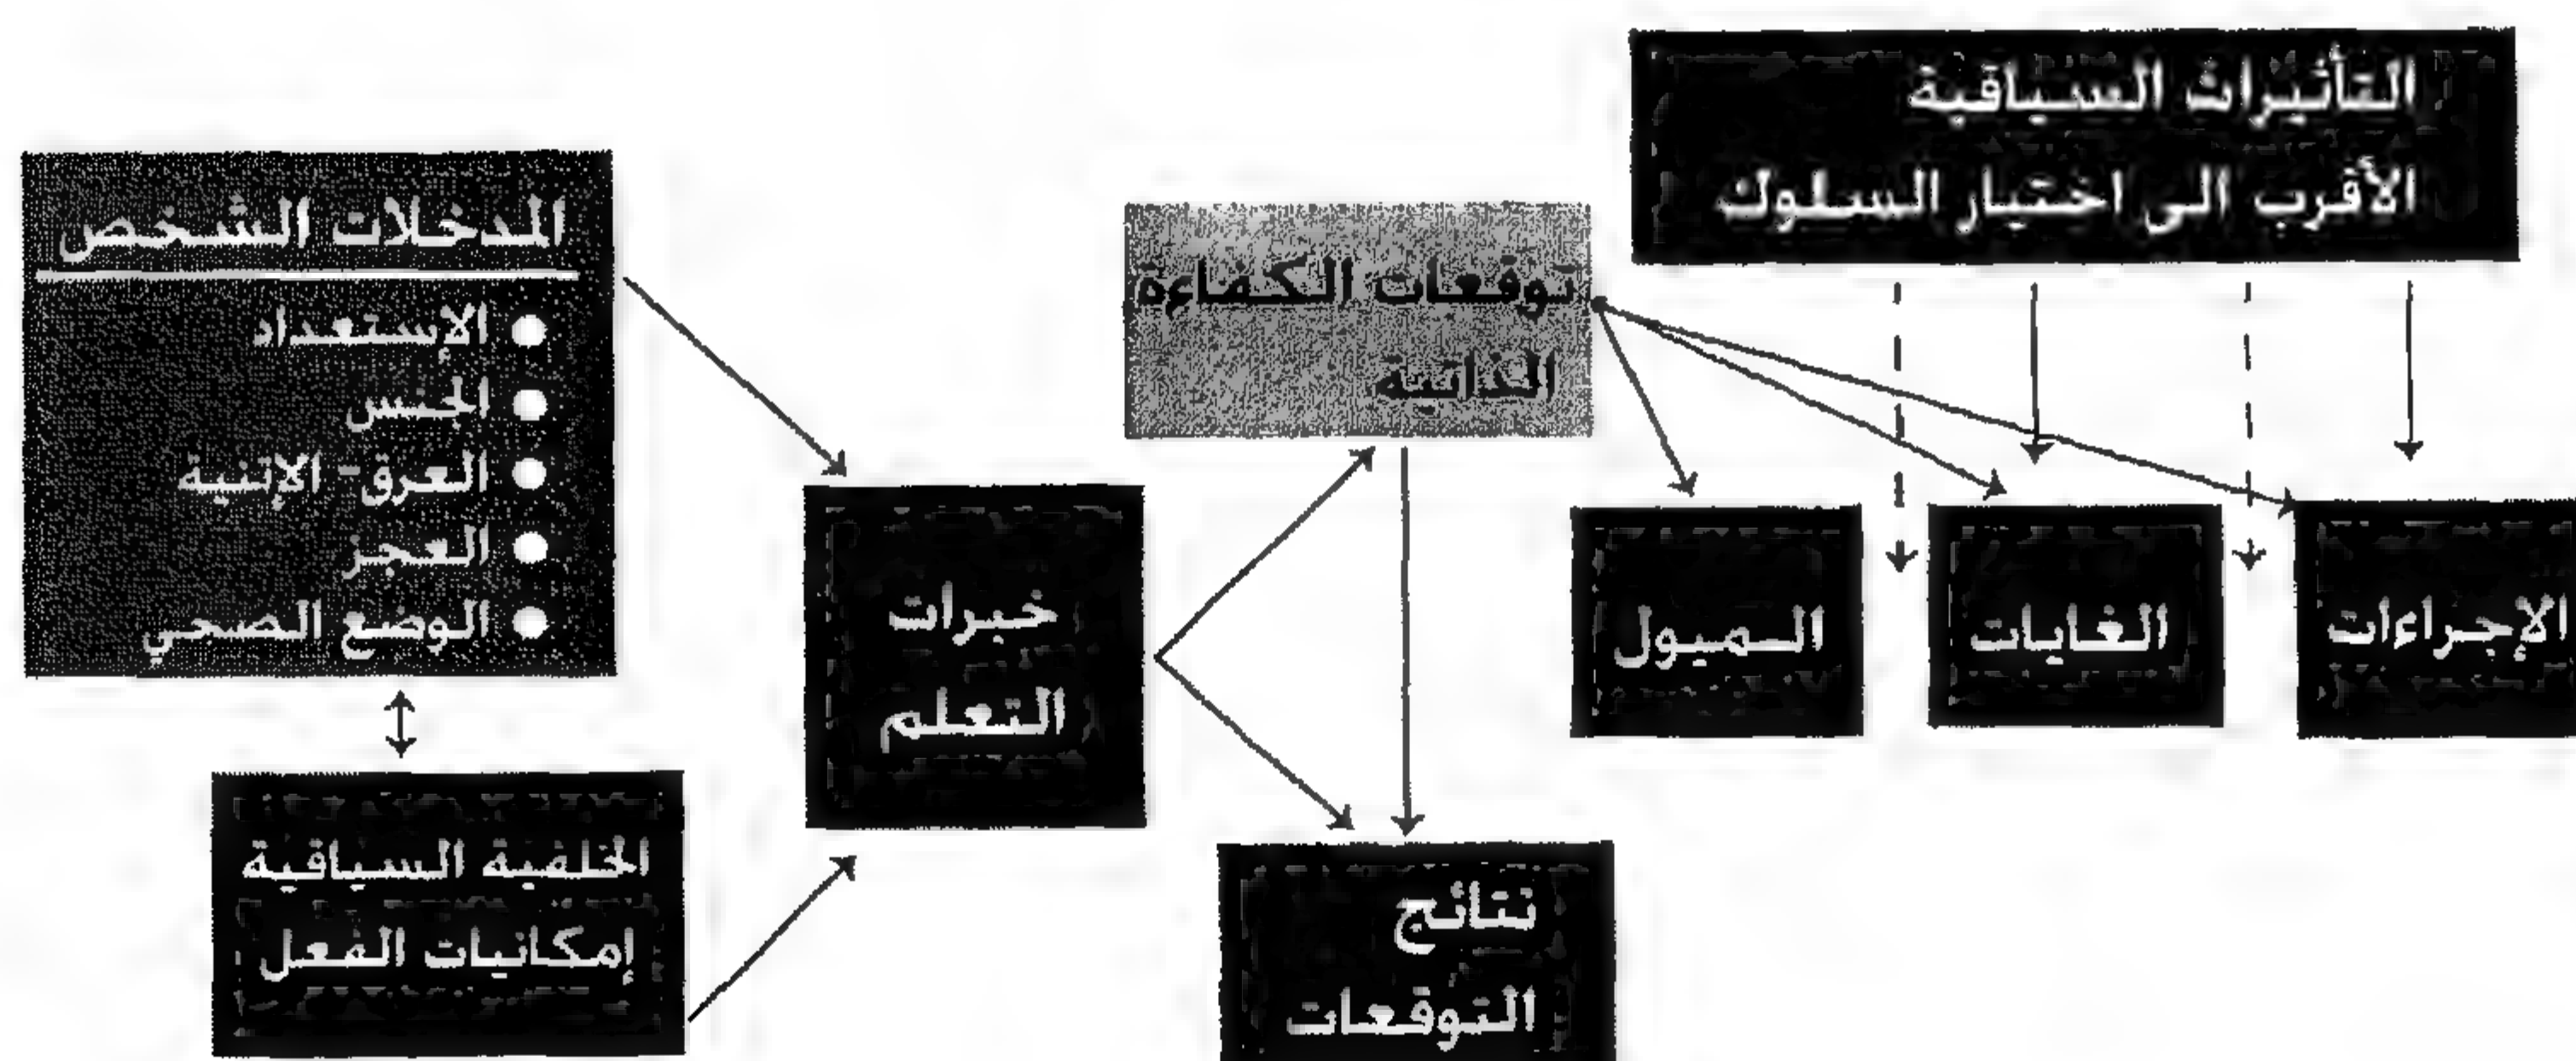 التأثيرات السياقية
الأقرب الى اختيار السلوك
المدخلات الشخص
الإستعداد
الجنس
العرق- الإثنية
العجز
الوضع الصحي
توقعات الكفاءة
الذاتية
خبرات
التعلم
الميول
الغايات
الإجراءات
الخلفية السياقية
إمكانيات الفعل
نتائج
التوقعات